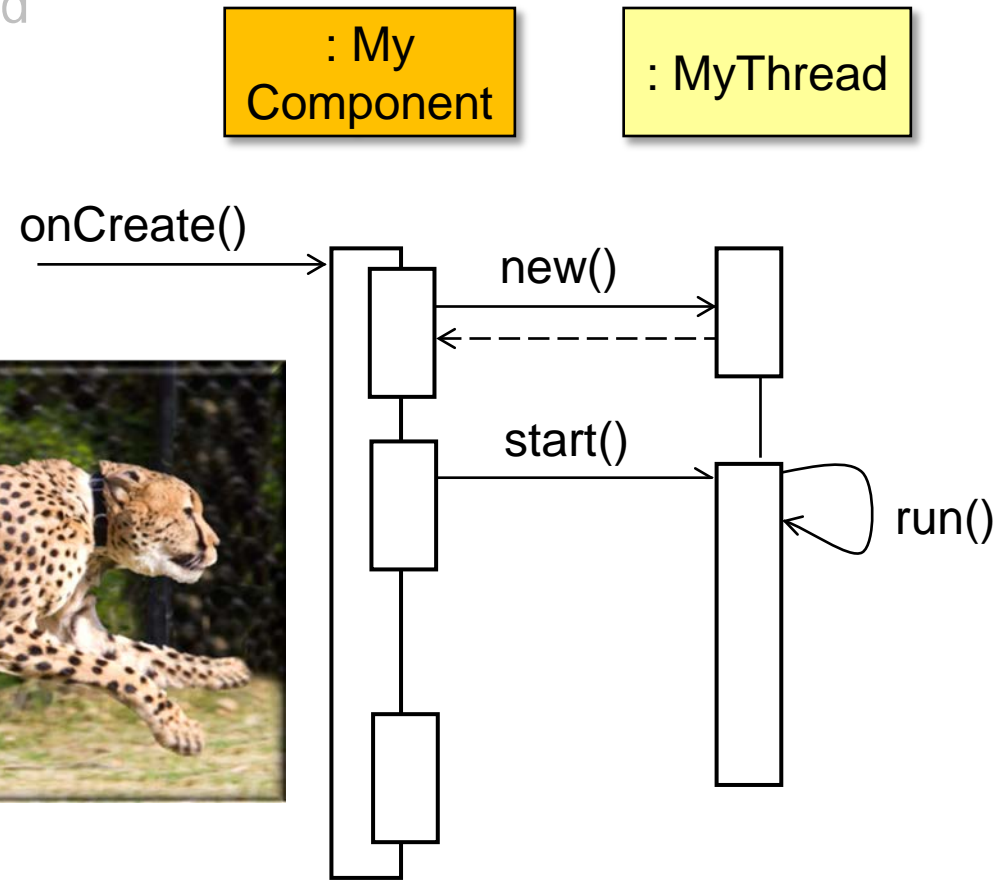 : My
Component
: MyThread
onCreate()
new()
start()
run()